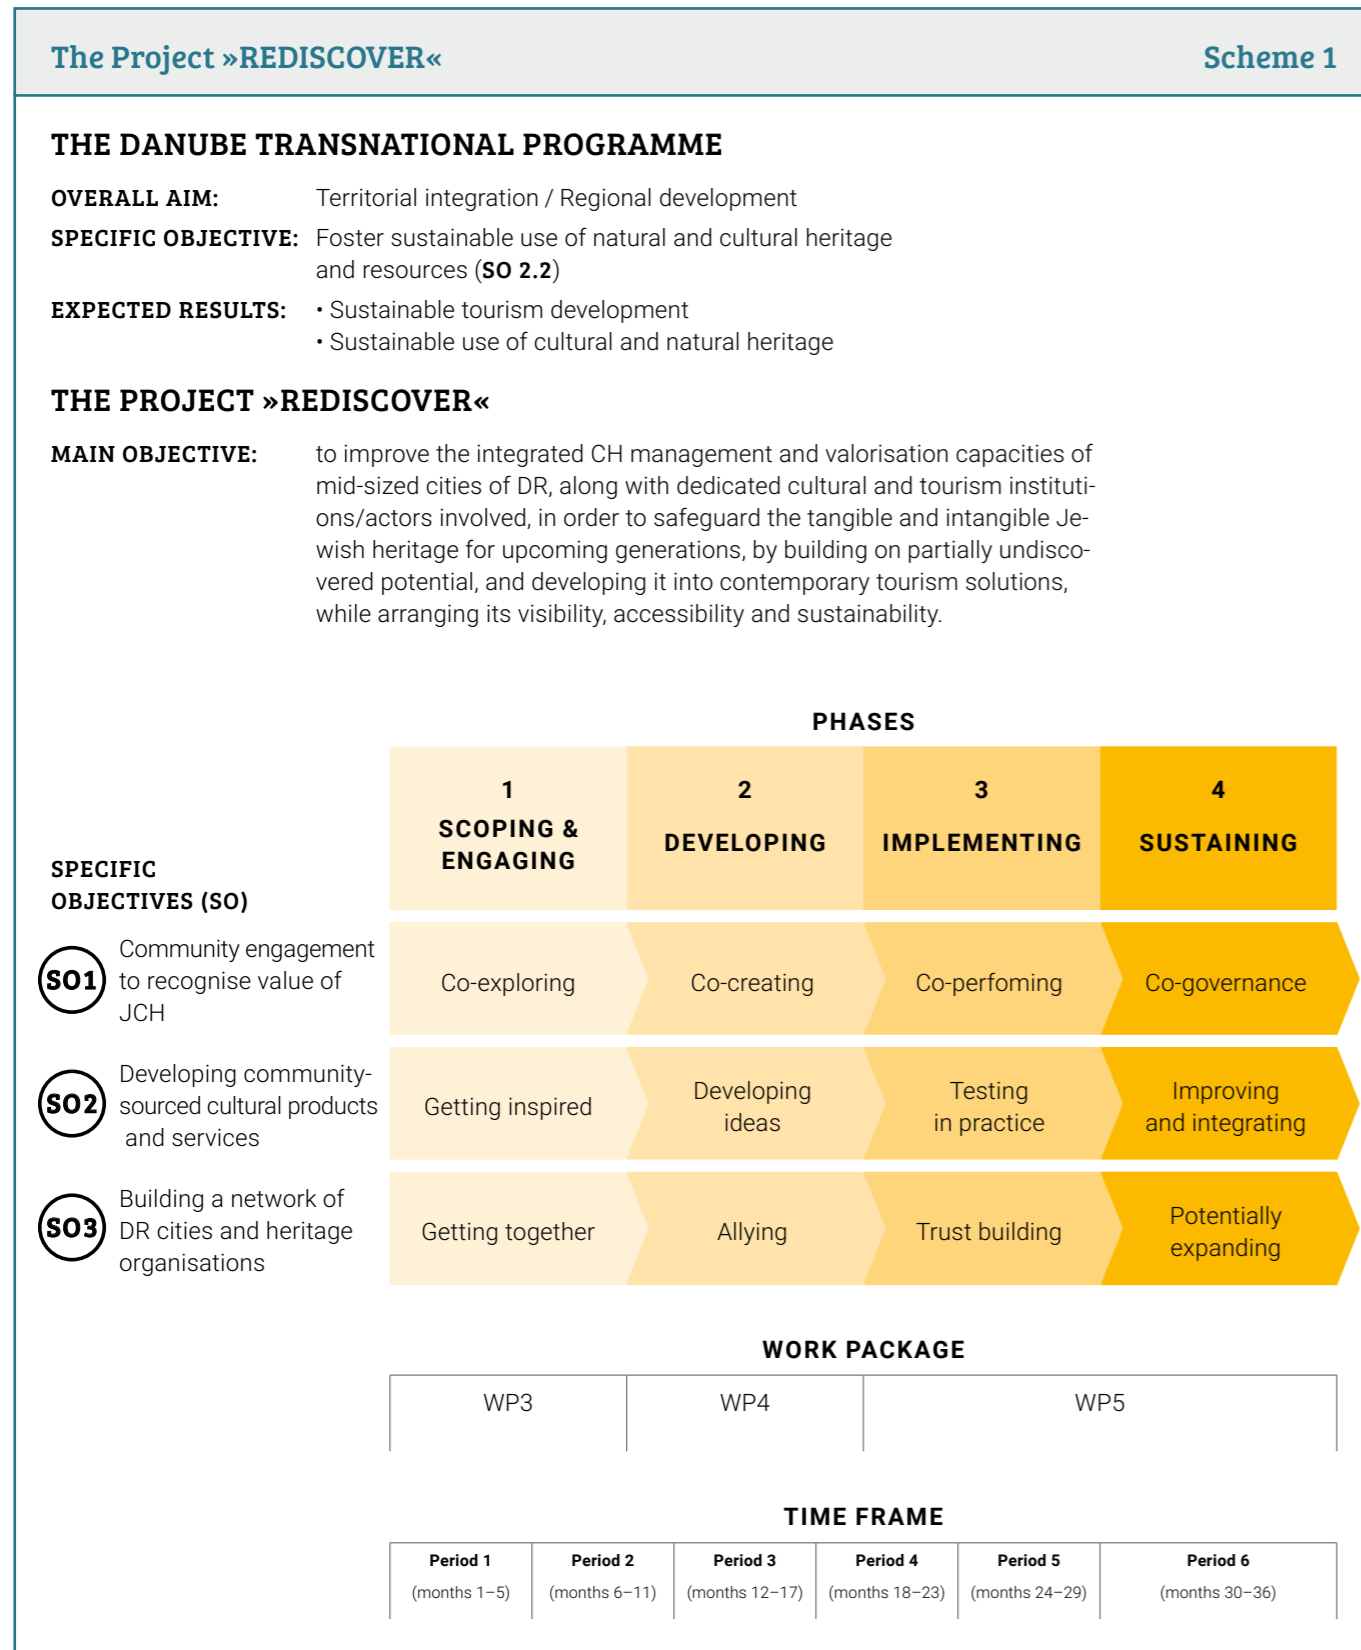 The Project »REDISCOVER«
Scheme 1
THE DANUBE TRANSNATIONAL PROGRAMME
OVERALL AIM: Territorial integration / Regional development
SPECIFIC OBJECTIVE: Foster sustainable use of natural and cultural heritage
and resources (SO 2.2)
EXPECTED RESULTS: • Sustainable tourism development
• Sustainable use of cultural and natural heritage
THE PROJECT »REDISCOVER«
MAIN OBJECTIVE: to improve the integrated CH management and valorisation capacities of
mid-sized cities of DR, along with dedicated cultural and tourism instituti-
ons/actors involved, in order to safeguard the tangible and intangible Je-
wish heritage for upcoming generations, by building on partially undisco-
vered potential, and developing it into contemporary tourism solutions,
while arranging its visibility, accessibility and sustainability.
PHASES
1
SCOPING &
ENGAGING
2
DEVELOPING
3
IMPLEMENTING
4
SUSTAINING
SPECIFIC
OBJECTIVES (SO)
SO1
Community engagement
to recognise value of
JCH
Co-exploring
Co-creating
Co-perfoming
Co-governance
SO2
Developing community-
sourced cultural products
and services
Getting inspired
Developing
ideas
Testing
in practice
Improving
and integrating
SO3
Building a network of
DR cities and heritage
organisations
Getting together
Allying
Trust building
Potentially
expanding
WORK PACKAGE
WP3
WP4
WP5
TIME FRAME
Period 1
(months 1–5)
Period 2
(months 6–11)
Period 3
(months 12–17)
Period 4
(months 18–23)
Period 5
(months 24–29)
Period 6
(months 30–36)